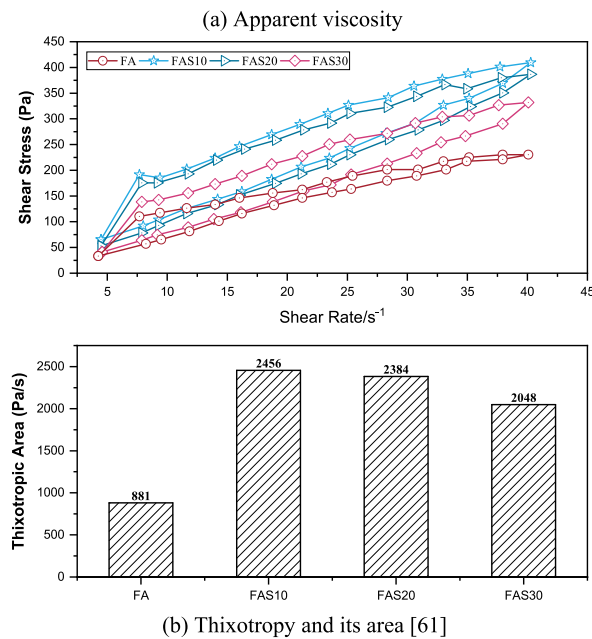 (a) Apparent viscosity
450
400
350
300
250
200
150
100
50
0
Shear Stress (Pa)
FA FAS10 FAS20 FAS30
5 10 15 20 25 30 35 40 45
Shear Rate/s⁻¹
2500
2000
1500
1000
500
0
Thixotropic Area (Pa/s)
881
2456
2384
2048
FA FAS10 FAS20 FAS30
(b) Thixotropy and its area [61]